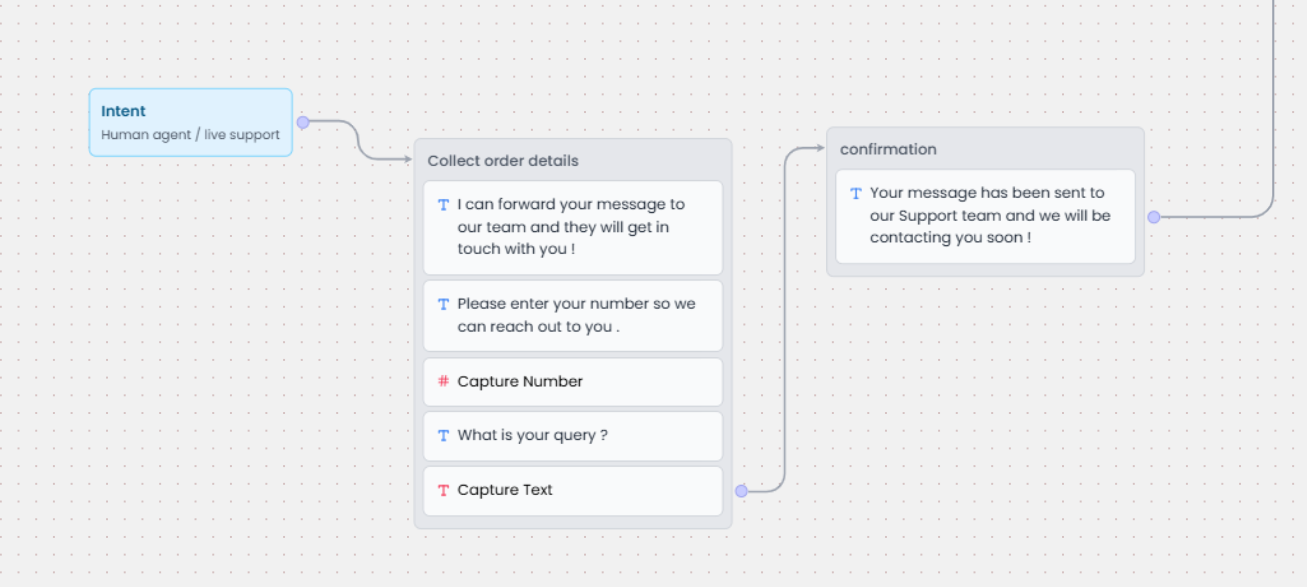 Intent
Human agent / live support
Collect order details
I can forward your message to
our team and they will get in
touch with you !
Please enter your number so we
can reach out to you .
# Capture Number
What is your query ?
Capture Text
confirmation
Your message has been sent to
our Support team and we will be
contacting you soon !